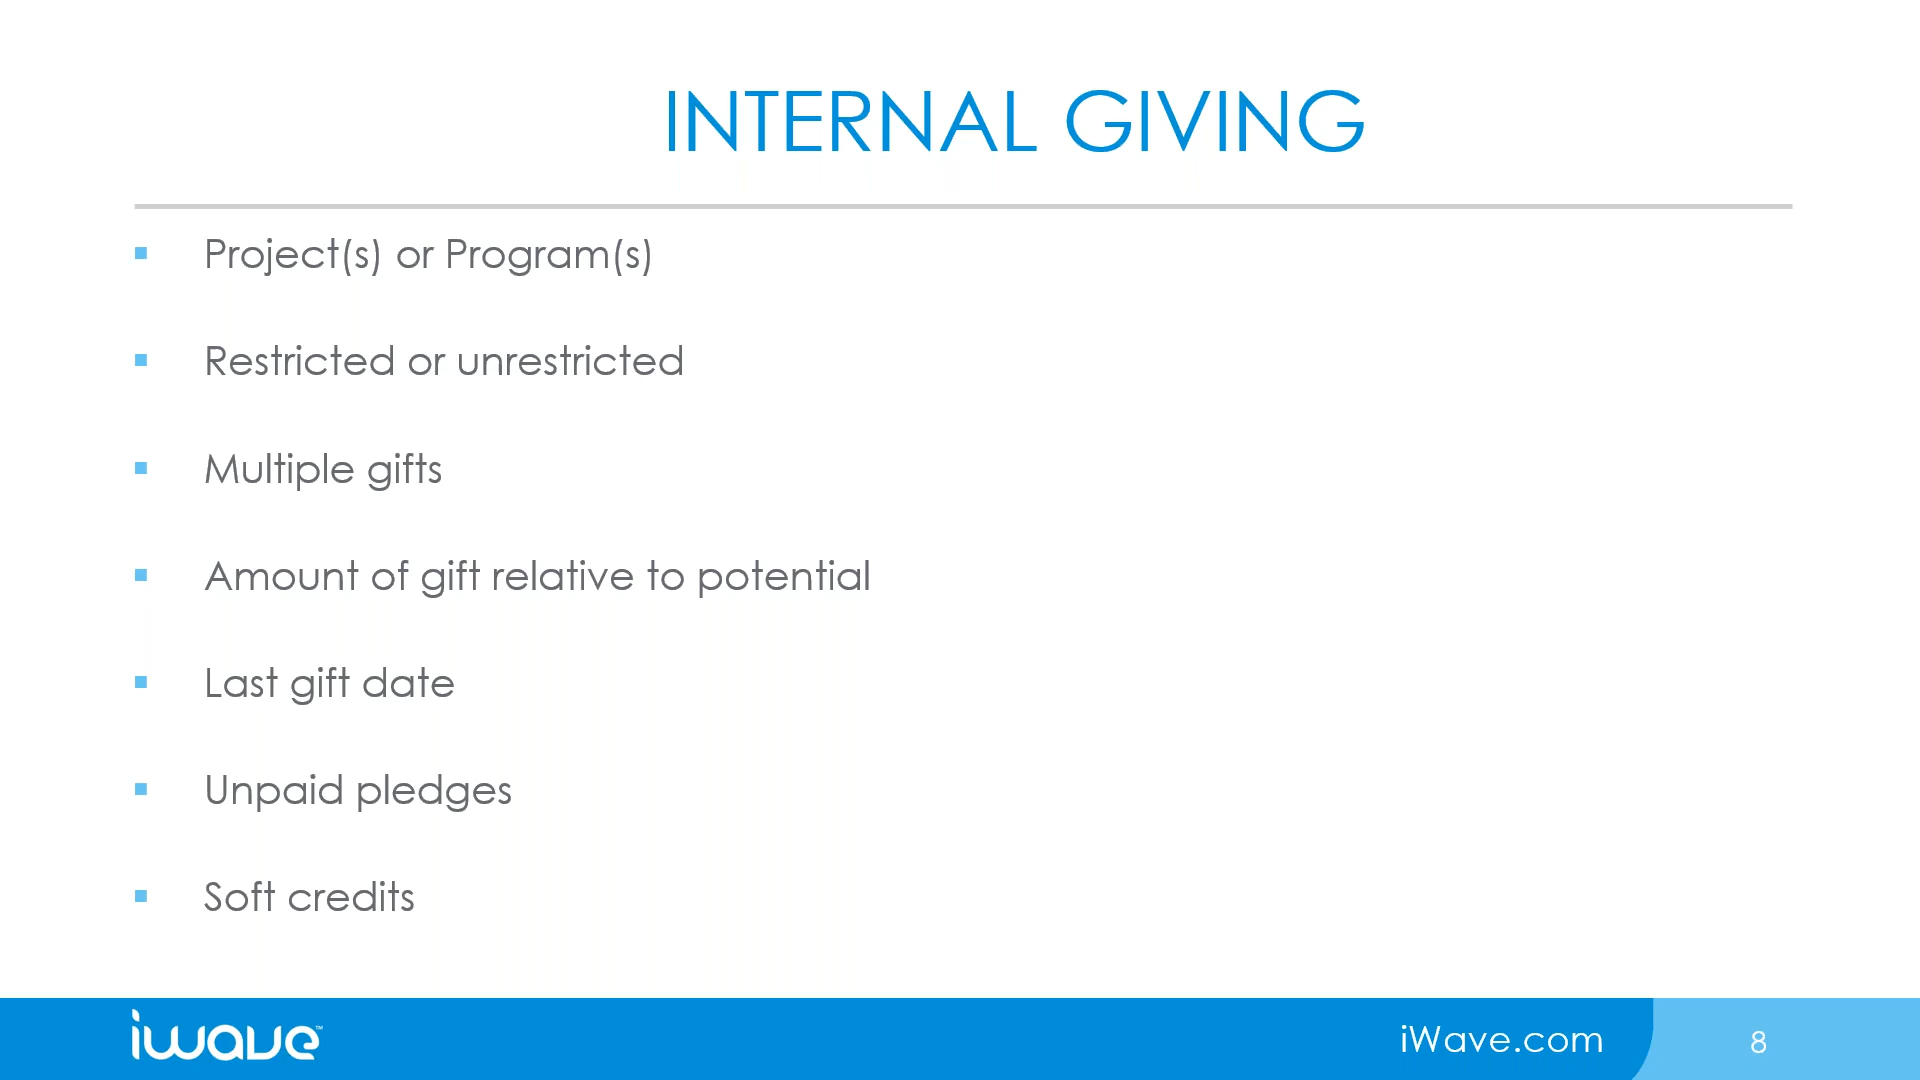 INTERNAL GIVING
▪ Project(s) or Program(s)
▪ Restricted or unrestricted
▪ Multiple gifts
▪ Amount of gift relative to potential
▪ Last gift date
▪ Unpaid pledges
▪ Soft credits
iwave™
iWave.com
8